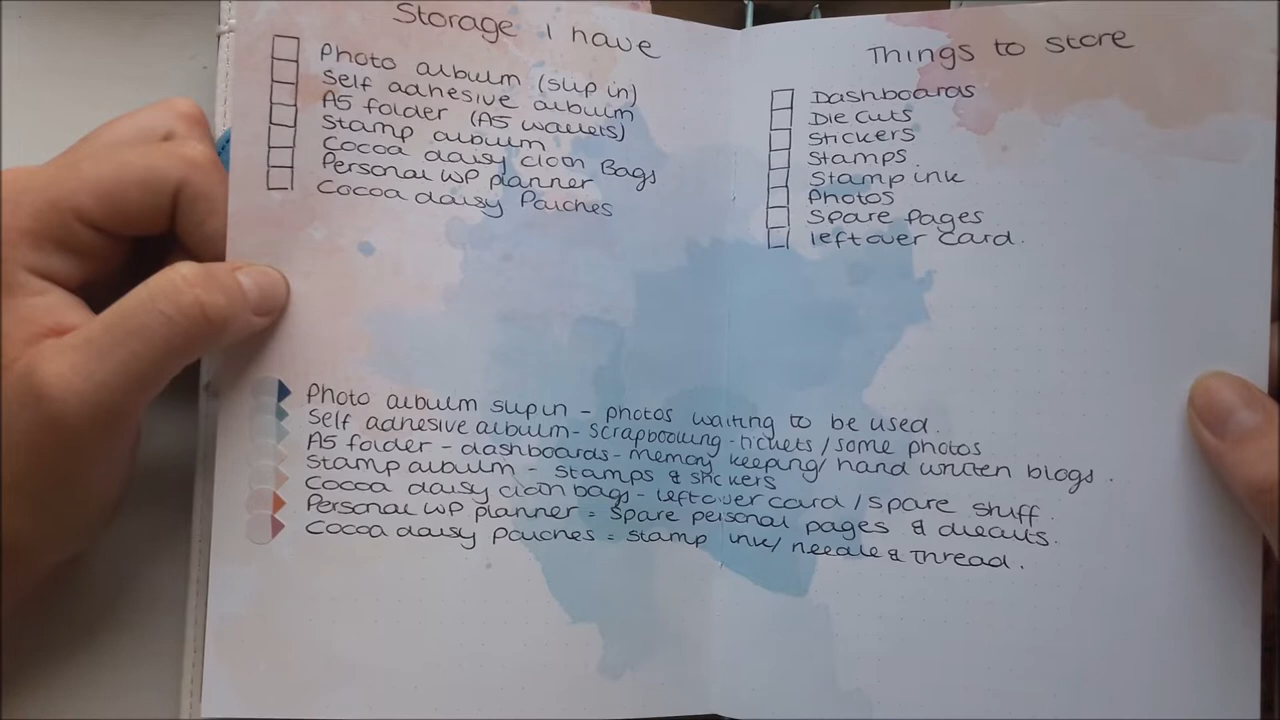 Storage I have
Photo album (slip in)
Self adhesive album
A5 folder (A5 wallets)
Stamp album
Cocoa daisy cloth Bags
Personal WP planner
Cocoa daisy Pouches
Things to store
Dashboards
Die cuts
Stickers
Stamps
Stamp ink
Photos
Spare Pages
leftover card.
Photo album slip in - photos waiting to be used.
Self adhesive album - scrapbooking - tickets / some photos
A5 folder - dashboards - memory keeping / hand written blogs.
Stamp album - stamps & stickers
Cocoa daisy cloth bags - leftover card / spare stuff.
Personal WP planner = spare personal pages & diecuts.
Cocoa daisy pouches = stamp ink / needle & thread.